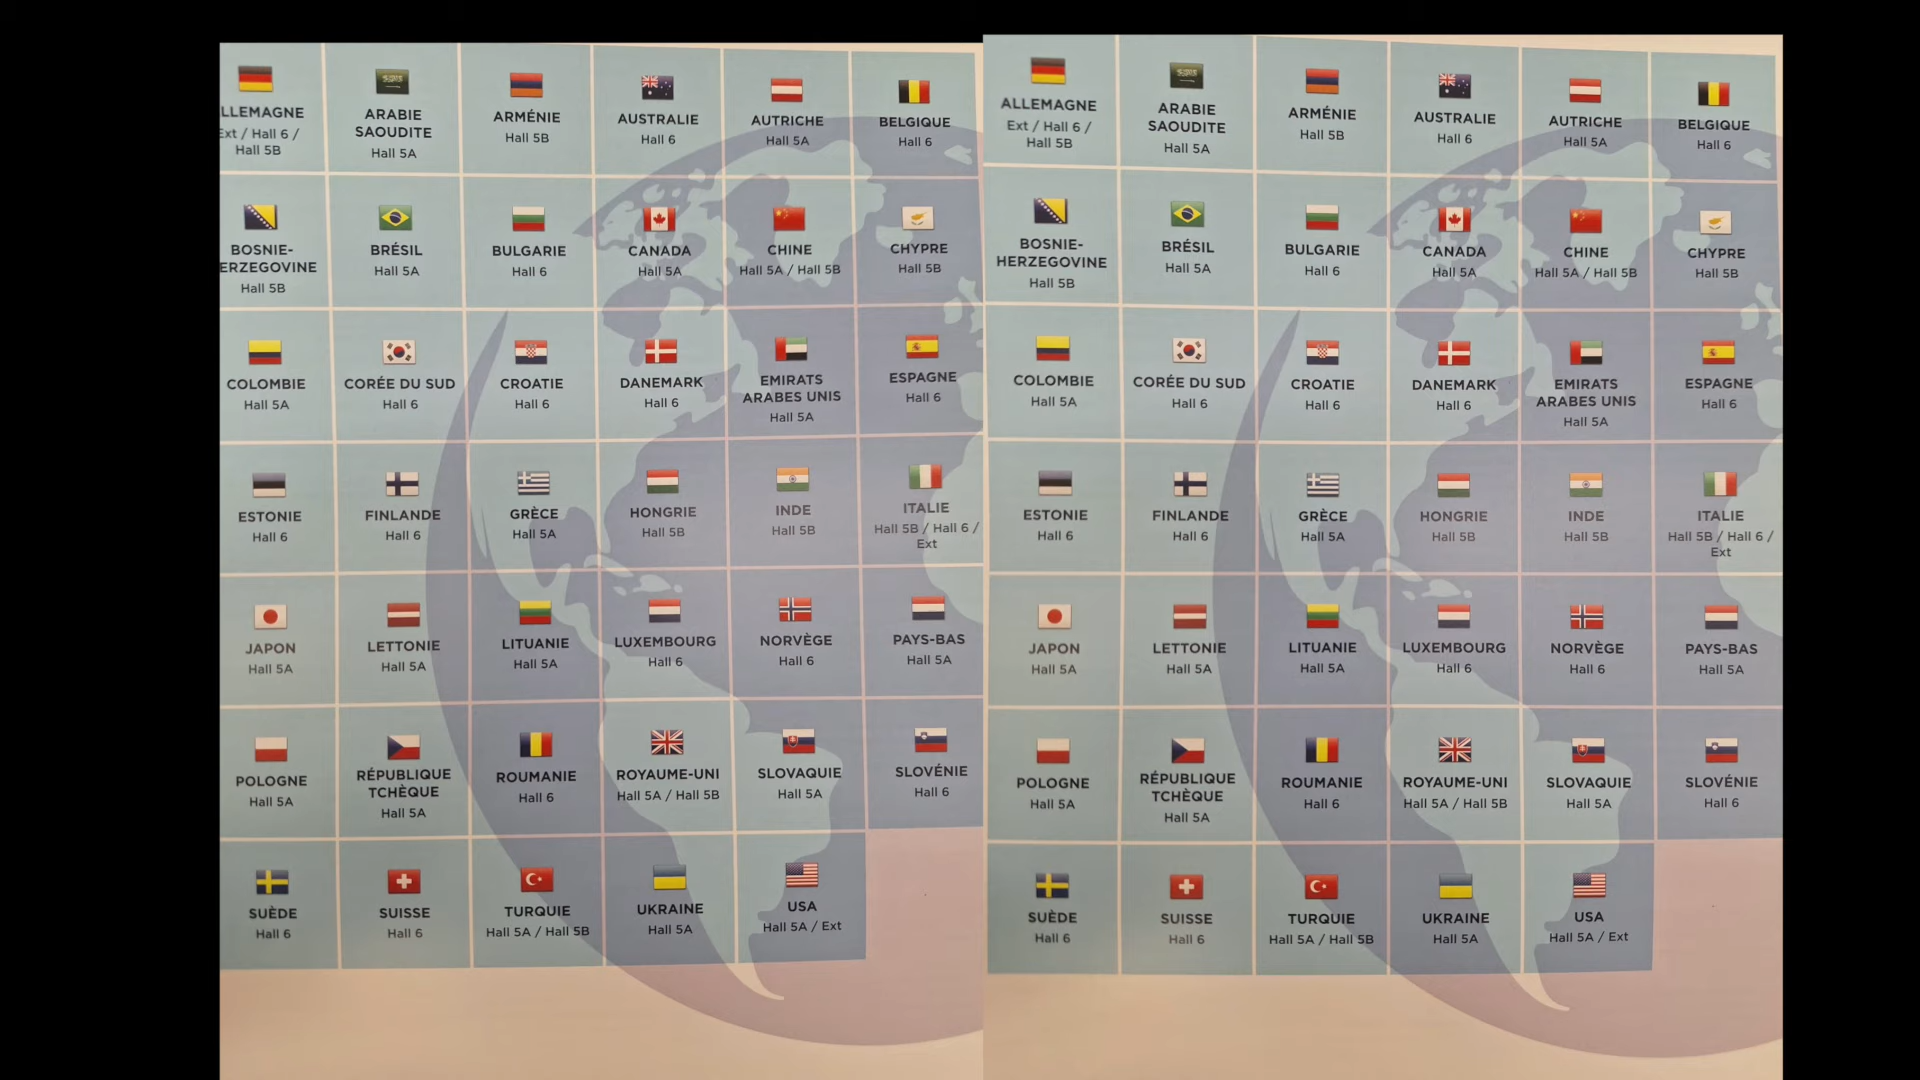 LLEMAGNE
Ext / Hall 6 /
Hall 5B
ARABIE
SAOUDITE
Hall 5A
ARMÉNIE
Hall 5B
AUSTRALIE
Hall 6
AUTRICHE
Hall 5A
BELGIQUE
Hall 6
BOSNIE-
ERZEGOVINE
Hall 5B
BRÉSIL
Hall 5A
BULGARIE
Hall 6
CANADA
Hall 5A
CHINE
Hall 5A / Hall 5B
CHYPRE
Hall 5B
COLOMBIE
Hall 5A
CORÉE DU SUD
Hall 6
CROATIE
Hall 6
DANEMARK
Hall 6
EMIRATS
ARABES UNIS
Hall 5A
ESPAGNE
Hall 6
ESTONIE
Hall 6
FINLANDE
Hall 6
GRÈCE
Hall 5A
HONGRIE
Hall 5B
INDE
Hall 5B
ITALIE
Hall 5B / Hall 6 /
Ext
JAPON
Hall 5A
LETTONIE
Hall 5A
LITUANIE
Hall 5A
LUXEMBOURG
Hall 6
NORVÈGE
Hall 6
PAYS-BAS
Hall 5A
POLOGNE
Hall 5A
RÉPUBLIQUE
TCHÈQUE
Hall 5A
ROUMANIE
Hall 6
ROYAUME-UNI
Hall 5A / Hall 5B
SLOVAQUIE
Hall 5A
SLOVÉNIE
Hall 6
SUÈDE
Hall 6
SUISSE
Hall 6
TURQUIE
Hall 5A / Hall 5B
UKRAINE
Hall 5A
USA
Hall 5A / Ext
ALLEMAGNE
Ext / Hall 6 /
Hall 5B
ARABIE
SAOUDITE
Hall 5A
ARMÉNIE
Hall 5B
AUSTRALIE
Hall 6
AUTRICHE
Hall 5A
BELGIQUE
Hall 6
BOSNIE-
HERZEGOVINE
Hall 5B
BRÉSIL
Hall 5A
BULGARIE
Hall 6
CANADA
Hall 5A
CHINE
Hall 5A / Hall 5B
CHYPRE
Hall 5B
COLOMBIE
Hall 5A
CORÉE DU SUD
Hall 6
CROATIE
Hall 6
DANEMARK
Hall 6
EMIRATS
ARABES UNIS
Hall 5A
ESPAGNE
Hall 6
ESTONIE
Hall 6
FINLANDE
Hall 6
GRÈCE
Hall 5A
HONGRIE
Hall 5B
INDE
Hall 5B
ITALIE
Hall 5B / Hall 6 /
Ext
JAPON
Hall 5A
LETTONIE
Hall 5A
LITUANIE
Hall 5A
LUXEMBOURG
Hall 6
NORVÈGE
Hall 6
PAYS-BAS
Hall 5A
POLOGNE
Hall 5A
RÉPUBLIQUE
TCHÈQUE
Hall 5A
ROUMANIE
Hall 6
ROYAUME-UNI
Hall 5A / Hall 5B
SLOVAQUIE
Hall 5A
SLOVÉNIE
Hall 6
SUÈDE
Hall 6
SUISSE
Hall 6
TURQUIE
Hall 5A / Hall 5B
UKRAINE
Hall 5A
USA
Hall 5A / Ext